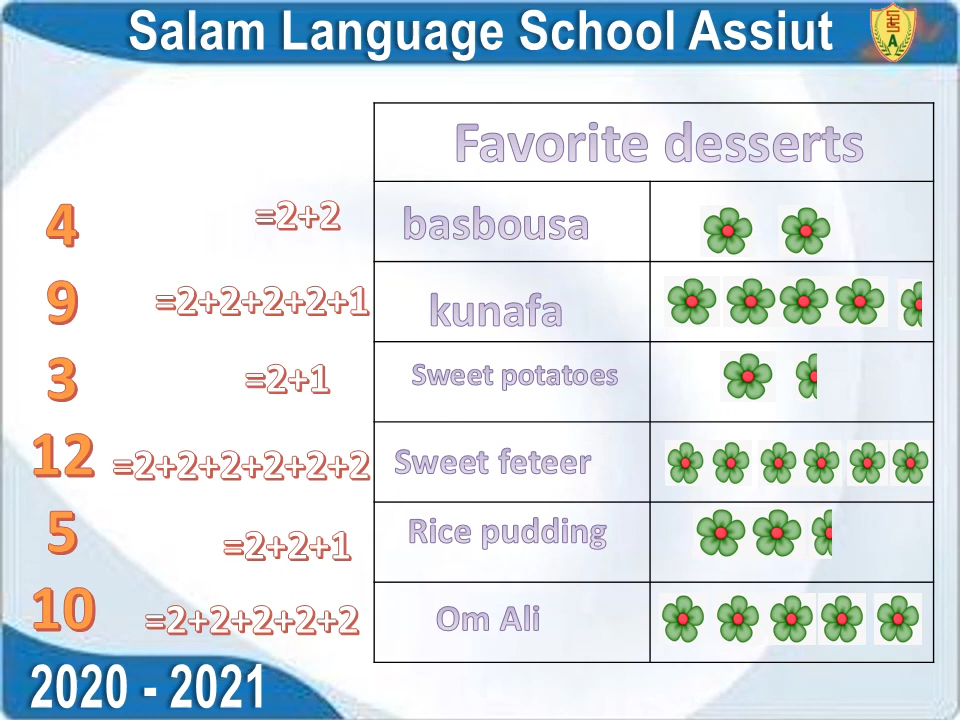 Salam Language School Assiut
Favorite desserts
4 =2+2 basbousa
9 =2+2+2+2+1 kunafa
3 =2+1 Sweet potatoes
12 =2+2+2+2+2+2 Sweet feteer
5 =2+2+1 Rice pudding
10 =2+2+2+2+2 Om Ali
2020 - 2021